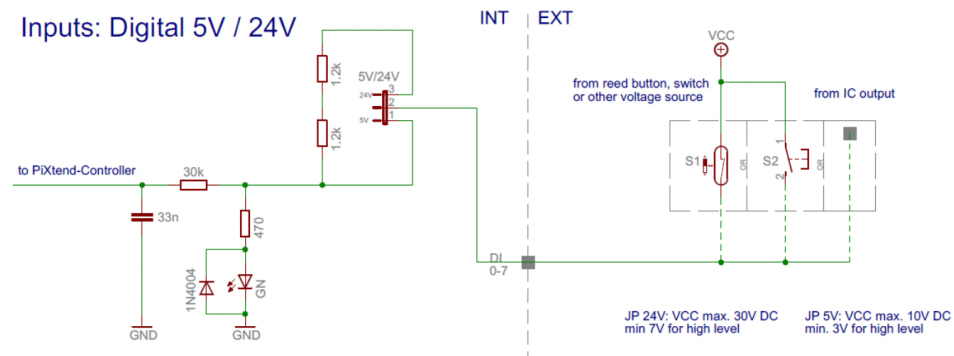 Inputs: Digital 5V / 24V
INT
EXT
VCC
5V/24V
1.2k
24V
3
2
5V
1
1.2k
from reed button, switch
or other voltage source
from IC output
S1
OR
S2
1
2
OR
to PiXtend-Controller
30k
33n
470
1N4004
GN
GND
GND
DI
0-7
JP 24V: VCC max. 30V DC
min 7V for high level
JP 5V: VCC max. 10V DC
min. 3V for high level